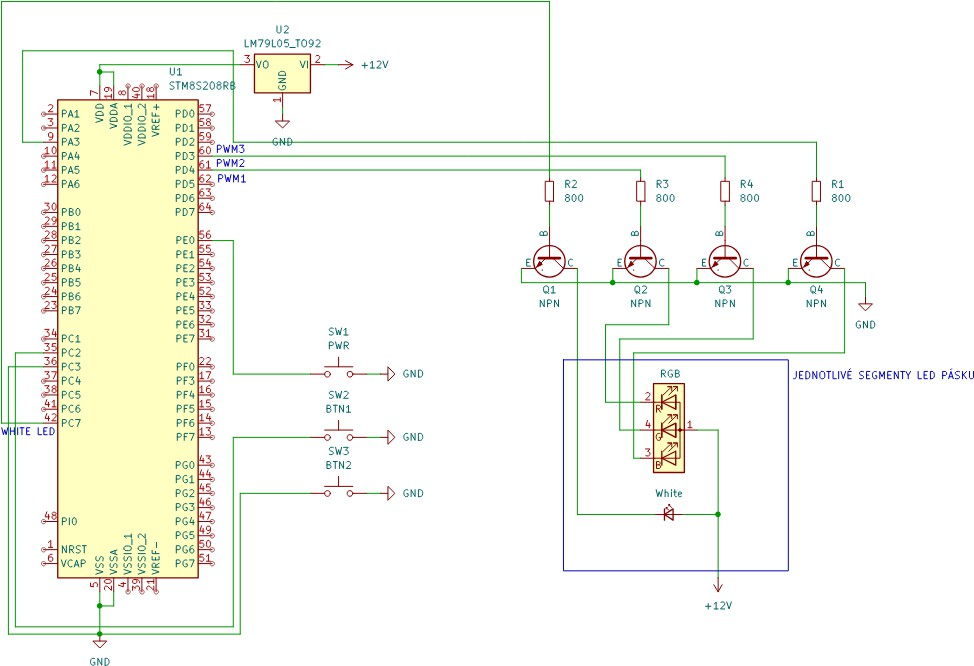 U2
LM79L05_TO92
3 VO VI 2 +12V
GND
1
GND
U1
STM8S208RB
7 19 8 40 18
VDD VDDA VDDIO_1 VDDIO_2 VREF+
2 PA1
3 PA2
9 PA3
10 PA4
11 PA5
12 PA6
30 PB0
29 PB1
28 PB2
27 PB3
26 PB4
25 PB5
24 PB6
23 PB7
34 PC1
35 PC2
36 PC3
37 PC4
38 PC5
41 PC6
42 PC7
WHITE LED
48 PI0
1 NRST
6 VCAP
PD0 57
PD1 58
PD2 59
PD3 60 PWM3
PD4 61 PWM2
PD5 62 PWM1
PD6 63
PD7 64
PE0 56
PE1 55
PE2 54
PE3 53
PE4 52
PE5 33
PE6 32
PE7 31
PF0 22
PF3 17
PF4 16
PF5 15
PF6 14
PF7 13
PG0 43
PG1 44
PG2 45
PG3 46
PG4 47
PG5 49
PG6 50
PG7 51
VSS VSSA VSSIO_1 VSSIO_2 VREF-
5 20 4 39 21
GND
SW1
PWR
GND
SW2
BTN1
GND
SW3
BTN2
GND
R2
800
R3
800
R4
800
R1
800
B B B B
E C E C E C E C
Q1
NPN
Q2
NPN
Q3
NPN
Q4
NPN
GND
JEDNOTLIVÉ SEGMENTY LED PÁSKU
RGB
2 R
4 G 1
3 B
White
+12V